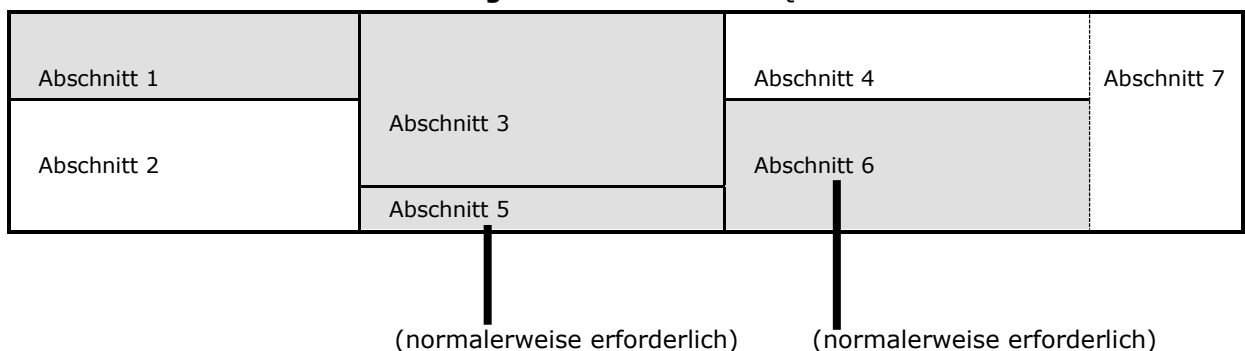 Abschnitt 1
Abschnitt 2
Abschnitt 3
Abschnitt 5
Abschnitt 4
Abschnitt 6
Abschnitt 7
(normalerweise erforderlich)
(normalerweise erforderlich)